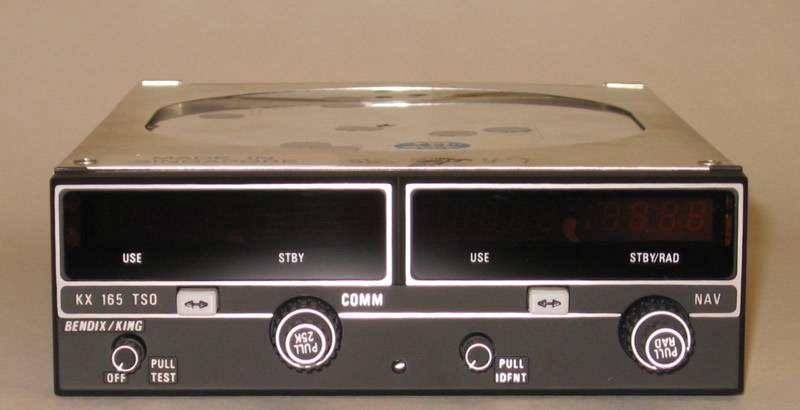 USE STBY USE STBY/RAD
KX 165 TSO COMM NAV
BENDIX/KING
PULL 25K
PULL RAD
OFF PULL TEST
PULL IDENT